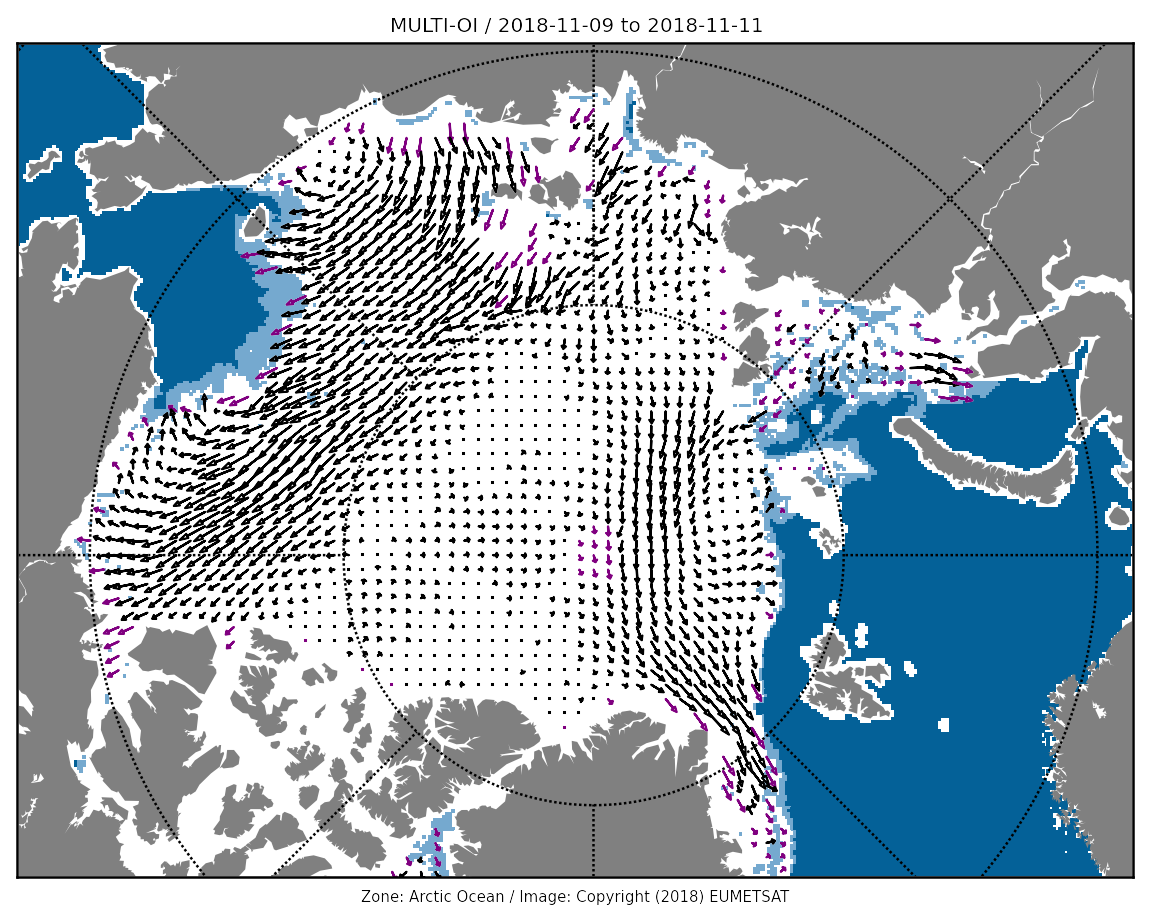 MULTI-OI / 2018-11-09 to 2018-11-11
Zone: Arctic Ocean / Image: Copyright (2018) EUMETSAT